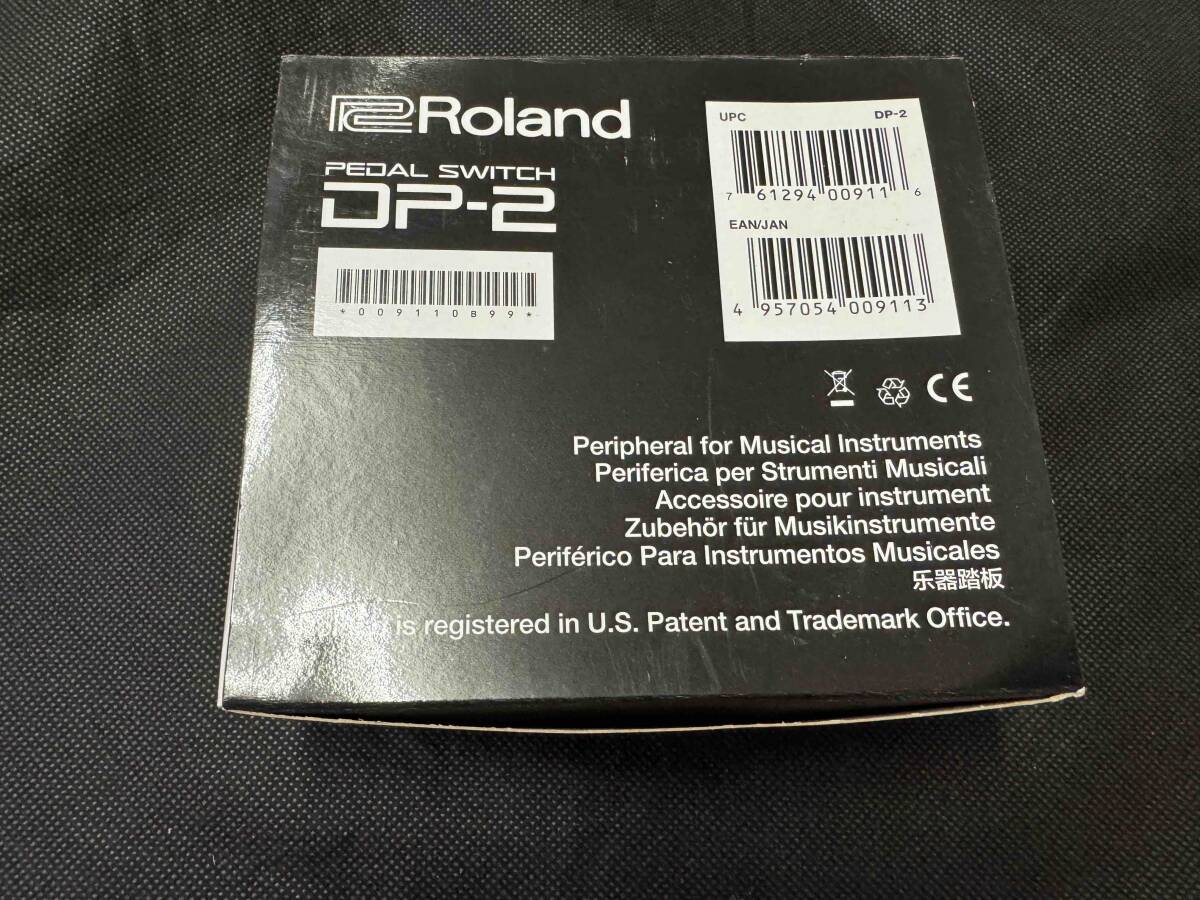 Roland
PEDAL SWITCH
DP-2
*009110B99*
UPC DP-2
7 61294 00911 6
EAN/JAN
4 957054 009113
CE
Peripheral for Musical Instruments
Periferica per Strumenti Musicali
Accessoire pour instrument
Zubehör für Musikinstrumente
Periférico Para Instrumentos Musicales
乐器踏板
is registered in U.S. Patent and Trademark Office.